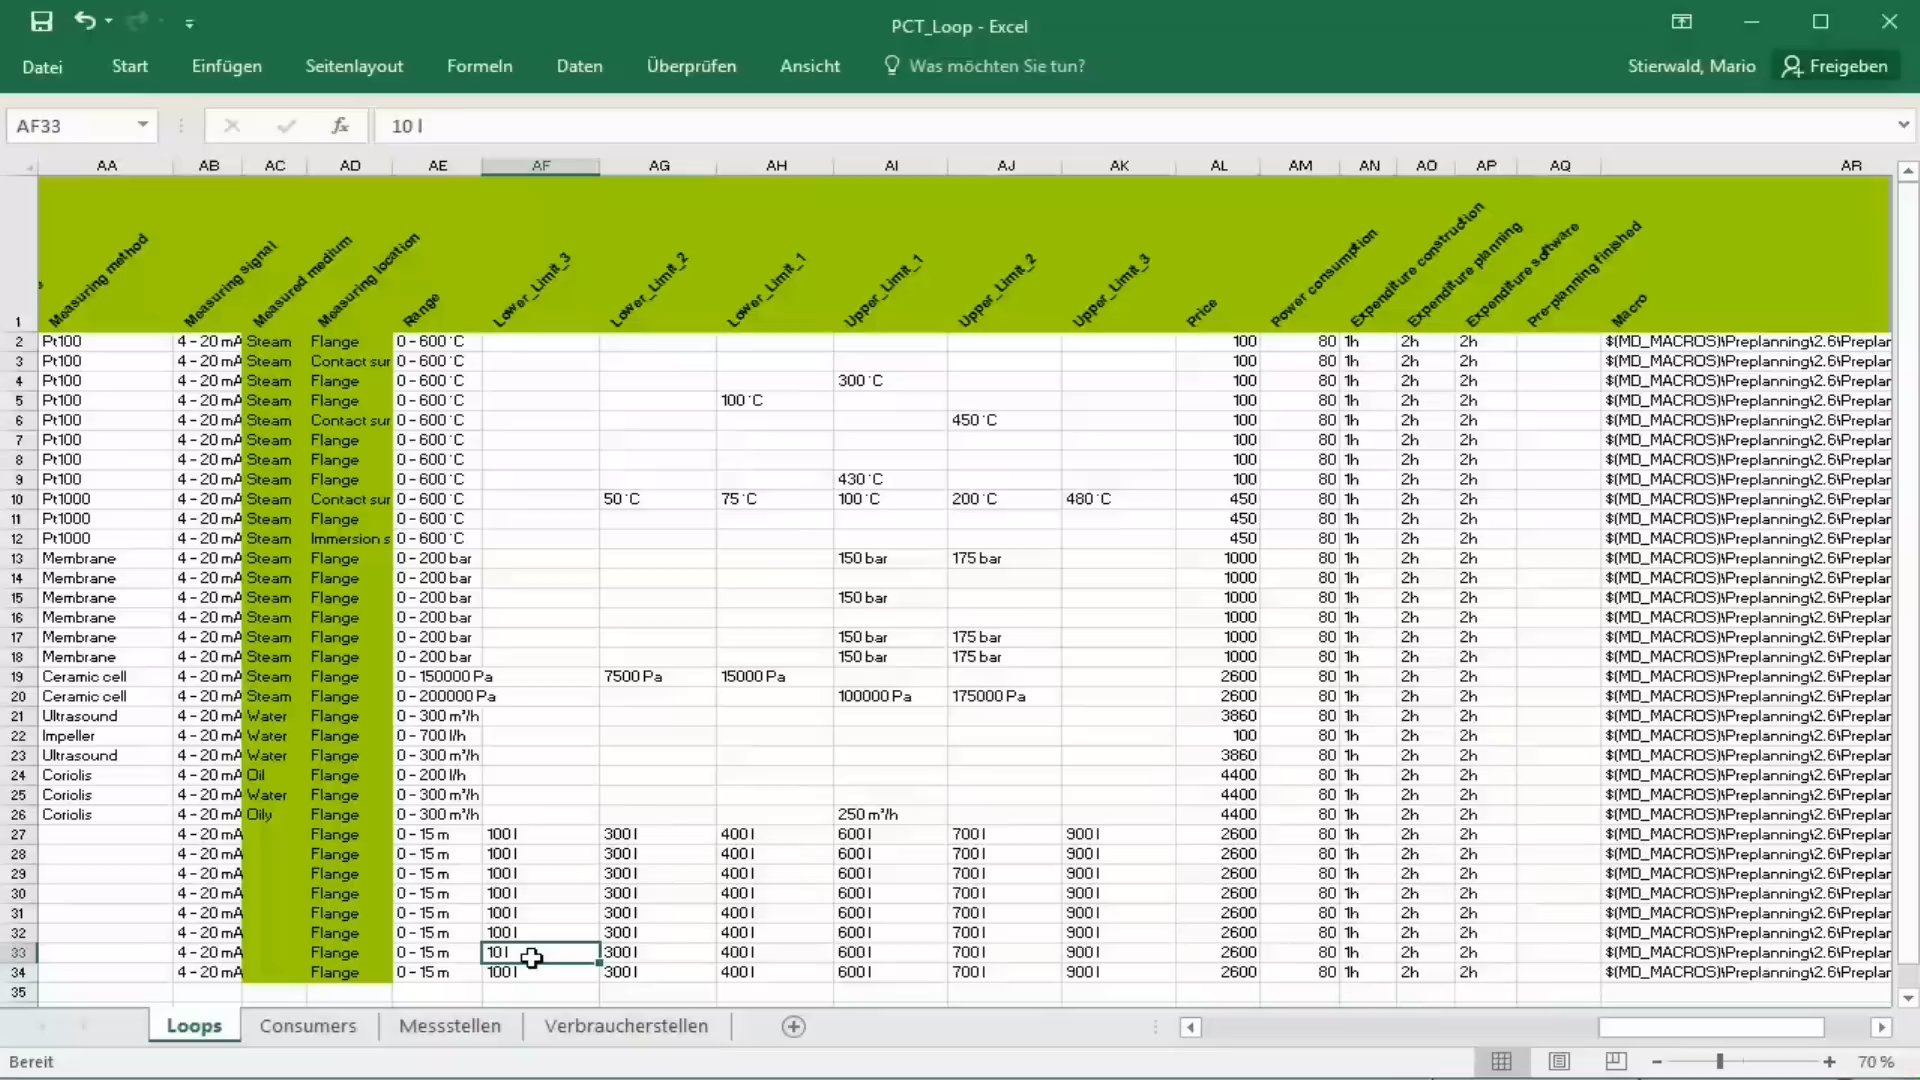 PCT_Loop - Excel
Datei Start Einfügen Seitenlayout Formeln Daten Überprüfen Ansicht Was möchten Sie tun? Stierwald, Mario Freigeben
AF33 fx 10 l
AA AB AC AD AE AF AG AH AI AJ AK AL AM AN AO AP AQ AR
1 Measuring method Measuring signal Measured medium Measuring location Range Lower_Limit_3 Lower_Limit_2 Lower_Limit_1 Upper_Limit_1 Upper_Limit_2 Upper_Limit_3 Price Power consumption Expenditure construction Expenditure planning Expenditure software Pre-planning finished Macro
2 Pt100 4 - 20 mA Steam Flange 0 - 600 °C 100 80 1h 2h 2h $(MD_MACROS)\Preplanning\2.6\Preplar
3 Pt100 4 - 20 mA Steam Contact sur 0 - 600 °C 100 80 1h 2h 2h $(MD_MACROS)\Preplanning\2.6\Preplar
4 Pt100 4 - 20 mA Steam Flange 0 - 600 °C 300 °C 100 80 1h 2h 2h $(MD_MACROS)\Preplanning\2.6\Preplar
5 Pt100 4 - 20 mA Steam Flange 0 - 600 °C 100 °C 100 80 1h 2h 2h $(MD_MACROS)\Preplanning\2.6\Preplar
6 Pt100 4 - 20 mA Steam Contact sur 0 - 600 °C 450 °C 100 80 1h 2h 2h $(MD_MACROS)\Preplanning\2.6\Preplar
7 Pt100 4 - 20 mA Steam Flange 0 - 600 °C 100 80 1h 2h 2h $(MD_MACROS)\Preplanning\2.6\Preplar
8 Pt100 4 - 20 mA Steam Flange 0 - 600 °C 100 80 1h 2h 2h $(MD_MACROS)\Preplanning\2.6\Preplar
9 Pt100 4 - 20 mA Steam Flange 0 - 600 °C 430 °C 100 80 1h 2h 2h $(MD_MACROS)\Preplanning\2.6\Preplar
10 Pt1000 4 - 20 mA Steam Contact sur 0 - 600 °C 50 °C 75 °C 100 °C 200 °C 480 °C 450 80 1h 2h 2h $(MD_MACROS)\Preplanning\2.6\Preplar
11 Pt1000 4 - 20 mA Steam Flange 0 - 600 °C 450 80 1h 2h 2h $(MD_MACROS)\Preplanning\2.6\Preplar
12 Pt1000 4 - 20 mA Steam Immersion s 0 - 600 °C 450 80 1h 2h 2h $(MD_MACROS)\Preplanning\2.6\Preplar
13 Membrane 4 - 20 mA Steam Flange 0 - 200 bar 150 bar 175 bar 1000 80 1h 2h 2h $(MD_MACROS)\Preplanning\2.6\Preplar
14 Membrane 4 - 20 mA Steam Flange 0 - 200 bar 1000 80 1h 2h 2h $(MD_MACROS)\Preplanning\2.6\Preplar
15 Membrane 4 - 20 mA Steam Flange 0 - 200 bar 150 bar 1000 80 1h 2h 2h $(MD_MACROS)\Preplanning\2.6\Preplar
16 Membrane 4 - 20 mA Steam Flange 0 - 200 bar 1000 80 1h 2h 2h $(MD_MACROS)\Preplanning\2.6\Preplar
17 Membrane 4 - 20 mA Steam Flange 0 - 200 bar 150 bar 175 bar 1000 80 1h 2h 2h $(MD_MACROS)\Preplanning\2.6\Preplar
18 Membrane 4 - 20 mA Steam Flange 0 - 200 bar 150 bar 175 bar 1000 80 1h 2h 2h $(MD_MACROS)\Preplanning\2.6\Preplar
19 Ceramic cell 4 - 20 mA Steam Flange 0 - 150000 Pa 7500 Pa 15000 Pa 2600 80 1h 2h 2h $(MD_MACROS)\Preplanning\2.6\Preplar
20 Ceramic cell 4 - 20 mA Steam Flange 0 - 200000 Pa 100000 Pa 175000 Pa 2600 80 1h 2h 2h $(MD_MACROS)\Preplanning\2.6\Preplar
21 Ultrasound 4 - 20 mA Water Flange 0 - 300 m³/h 3860 80 1h 2h 2h $(MD_MACROS)\Preplanning\2.6\Preplar
22 Impeller 4 - 20 mA Water Flange 0 - 700 l/h 100 80 1h 2h 2h $(MD_MACROS)\Preplanning\2.6\Preplar
23 Ultrasound 4 - 20 mA Water Flange 0 - 300 m³/h 3860 80 1h 2h 2h $(MD_MACROS)\Preplanning\2.6\Preplar
24 Coriolis 4 - 20 mA Oil Flange 0 - 200 l/h 4400 80 1h 2h 2h $(MD_MACROS)\Preplanning\2.6\Preplar
25 Coriolis 4 - 20 mA Water Flange 0 - 300 m³/h 4400 80 1h 2h 2h $(MD_MACROS)\Preplanning\2.6\Preplar
26 Coriolis 4 - 20 mA Oily Flange 0 - 300 m³/h 250 m³/h 4400 80 1h 2h 2h $(MD_MACROS)\Preplanning\2.6\Preplar
27 4 - 20 mA Flange 0 - 15 m 100 l 300 l 400 l 600 l 700 l 900 l 2600 80 1h 2h 2h $(MD_MACROS)\Preplanning\2.6\Preplar
28 4 - 20 mA Flange 0 - 15 m 100 l 300 l 400 l 600 l 700 l 900 l 2600 80 1h 2h 2h $(MD_MACROS)\Preplanning\2.6\Preplar
29 4 - 20 mA Flange 0 - 15 m 100 l 300 l 400 l 600 l 700 l 900 l 2600 80 1h 2h 2h $(MD_MACROS)\Preplanning\2.6\Preplar
30 4 - 20 mA Flange 0 - 15 m 100 l 300 l 400 l 600 l 700 l 900 l 2600 80 1h 2h 2h $(MD_MACROS)\Preplanning\2.6\Preplar
31 4 - 20 mA Flange 0 - 15 m 100 l 300 l 400 l 600 l 700 l 900 l 2600 80 1h 2h 2h $(MD_MACROS)\Preplanning\2.6\Preplar
32 4 - 20 mA Flange 0 - 15 m 100 l 300 l 400 l 600 l 700 l 900 l 2600 80 1h 2h 2h $(MD_MACROS)\Preplanning\2.6\Preplar
33 4 - 20 mA Flange 0 - 15 m 10 l 300 l 400 l 600 l 700 l 900 l 2600 80 1h 2h 2h $(MD_MACROS)\Preplanning\2.6\Preplar
34 4 - 20 mA Flange 0 - 15 m 100 l 300 l 400 l 600 l 700 l 900 l 2600 80 1h 2h 2h $(MD_MACROS)\Preplanning\2.6\Preplar
35
Loops Consumers Messstellen Verbraucherstellen
Bereit 70 %